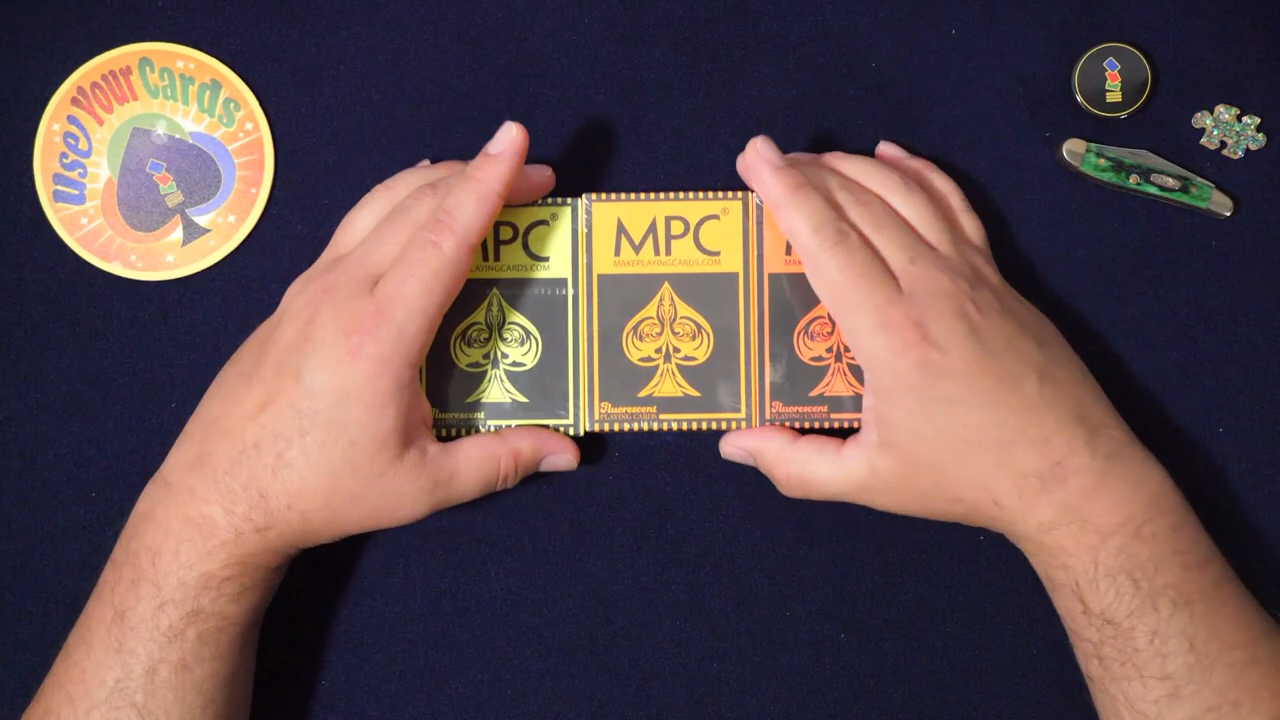 Use Your Cards
MPC®
MAKEPLAYINGCARDS.COM
Fluorescent
PLAYING CARDS
MPC®
MAKEPLAYINGCARDS.COM
Fluorescent
PLAYING CARDS
Fluorescent
PLAYING CARDS